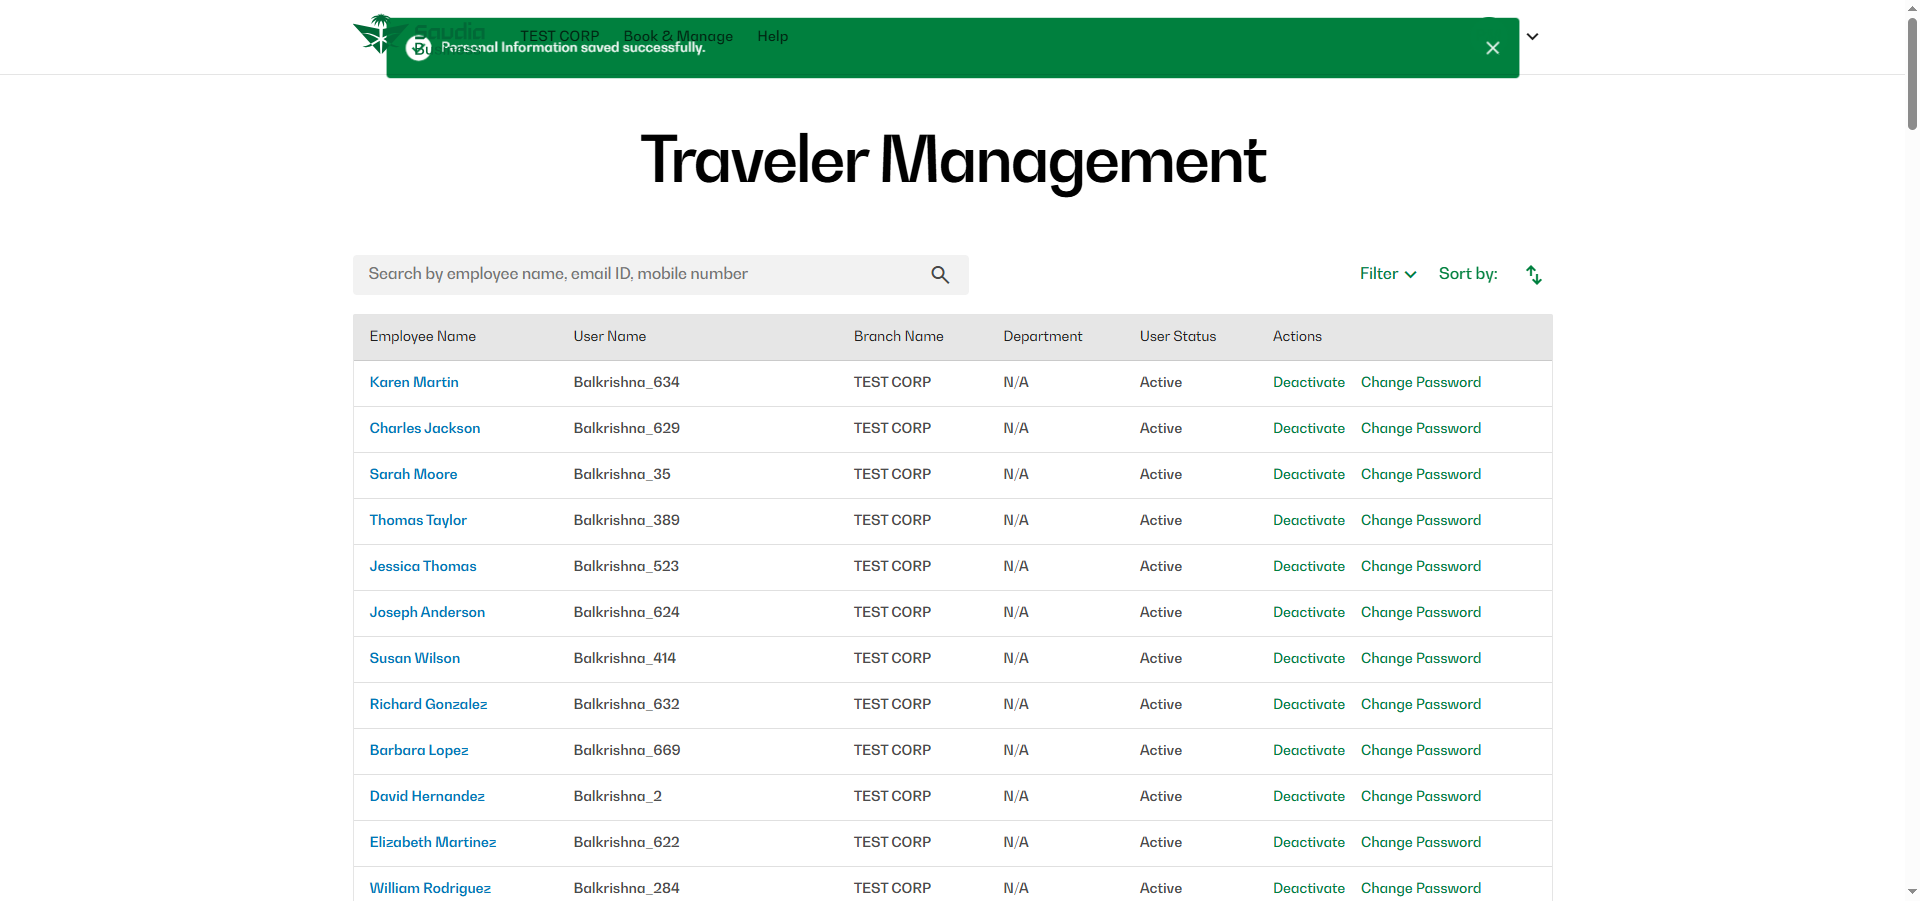 Saudia
Business
TEST CORP Book & Manage Help
Personal Information saved successfully.
Traveler Management
Search by employee name, email ID, mobile number
Filter Sort by:
Employee Name User Name Branch Name Department User Status Actions
Karen Martin Balkrishna_634 TEST CORP N/A Active Deactivate Change Password
Charles Jackson Balkrishna_629 TEST CORP N/A Active Deactivate Change Password
Sarah Moore Balkrishna_35 TEST CORP N/A Active Deactivate Change Password
Thomas Taylor Balkrishna_389 TEST CORP N/A Active Deactivate Change Password
Jessica Thomas Balkrishna_523 TEST CORP N/A Active Deactivate Change Password
Joseph Anderson Balkrishna_624 TEST CORP N/A Active Deactivate Change Password
Susan Wilson Balkrishna_414 TEST CORP N/A Active Deactivate Change Password
Richard Gonzalez Balkrishna_632 TEST CORP N/A Active Deactivate Change Password
Barbara Lopez Balkrishna_669 TEST CORP N/A Active Deactivate Change Password
David Hernandez Balkrishna_2 TEST CORP N/A Active Deactivate Change Password
Elizabeth Martinez Balkrishna_622 TEST CORP N/A Active Deactivate Change Password
William Rodriguez Balkrishna_284 TEST CORP N/A Active Deactivate Change Password